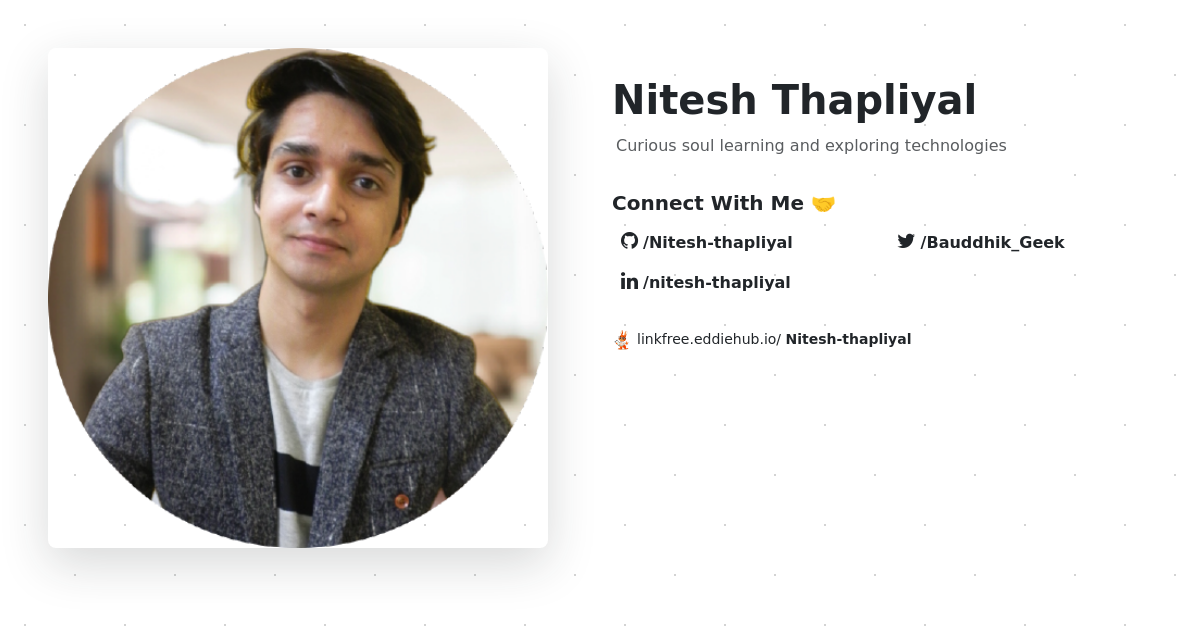 Nitesh Thapliyal
Curious soul learning and exploring technologies
Connect With Me 🤝
/Nitesh-thapliyal
/Bauddhik_Geek
/nitesh-thapliyal
linkfree.eddiehub.io/ Nitesh-thapliyal